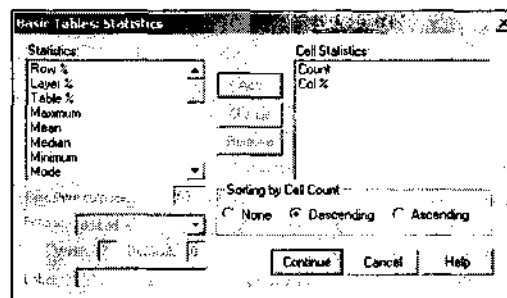 Basic Tables: Statistics
Statistics:
Row %
Layer %
Table %
Maximum
Mean
Median
Minimum
Mode
Cell Statistics:
Count
Col %
Sorting by Cell Count
None
Descending
Ascending
Continue
Cancel
Help